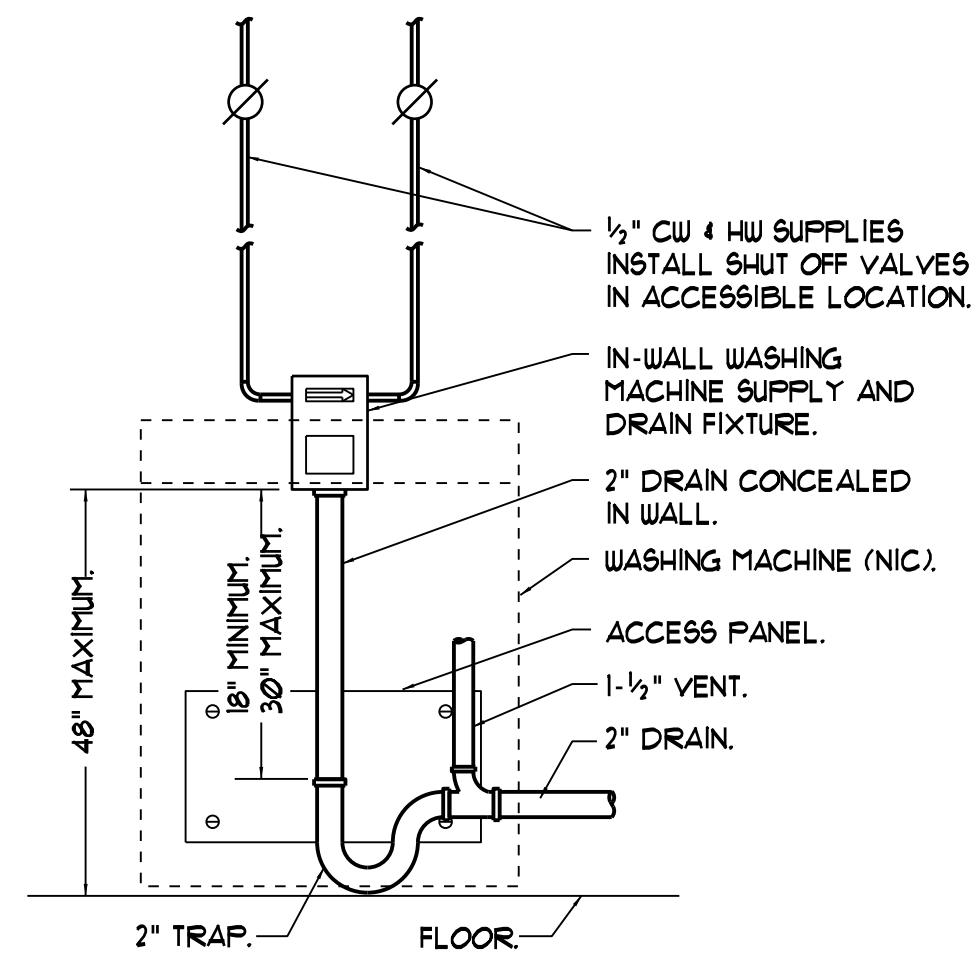 ½" CW & HW SUPPLIES
INSTALL SHUT OFF VALVES
IN ACCESSIBLE LOCATION.
IN-WALL WASHING
MACHINE SUPPLY AND
DRAIN FIXTURE.
2" DRAIN CONCEALED
IN WALL.
WASHING MACHINE (NIC).
ACCESS PANEL.
1-½" VENT.
2" DRAIN.
48" MAXIMUM.
18" MINIMUM.
30" MAXIMUM.
2" TRAP.
FLOOR.